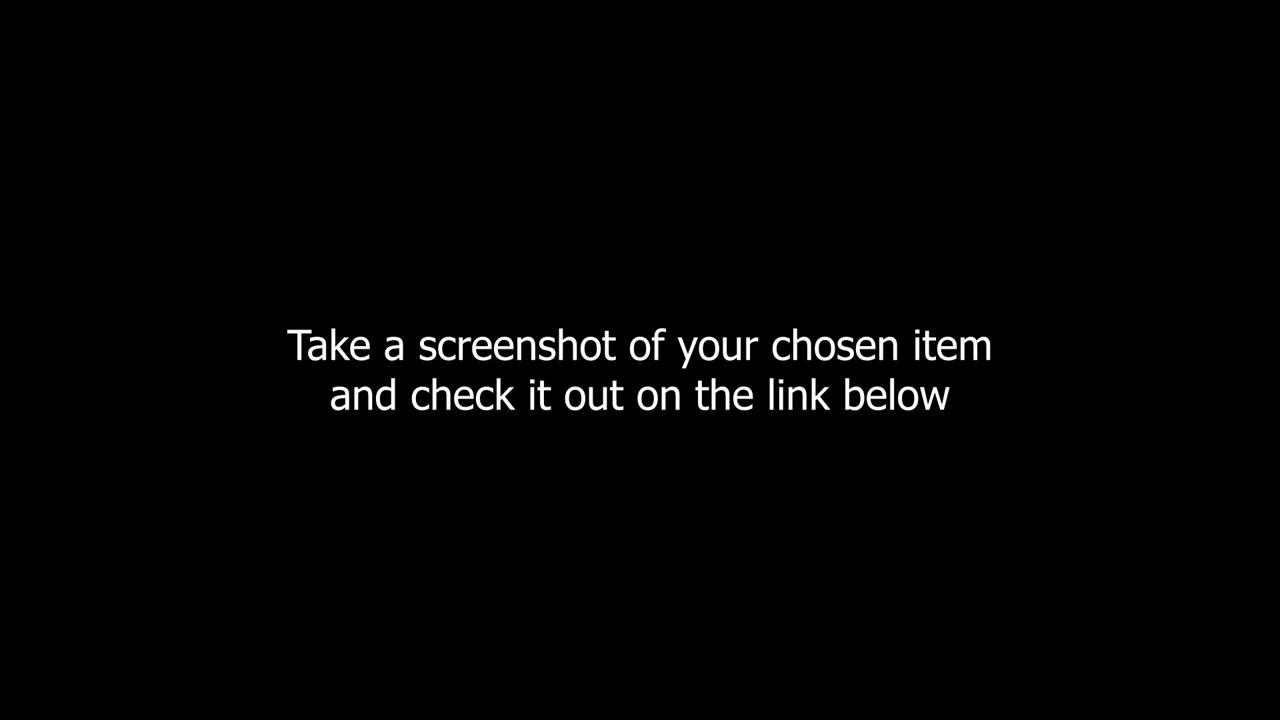 Take a screenshot of your chosen item
and check it out on the link below